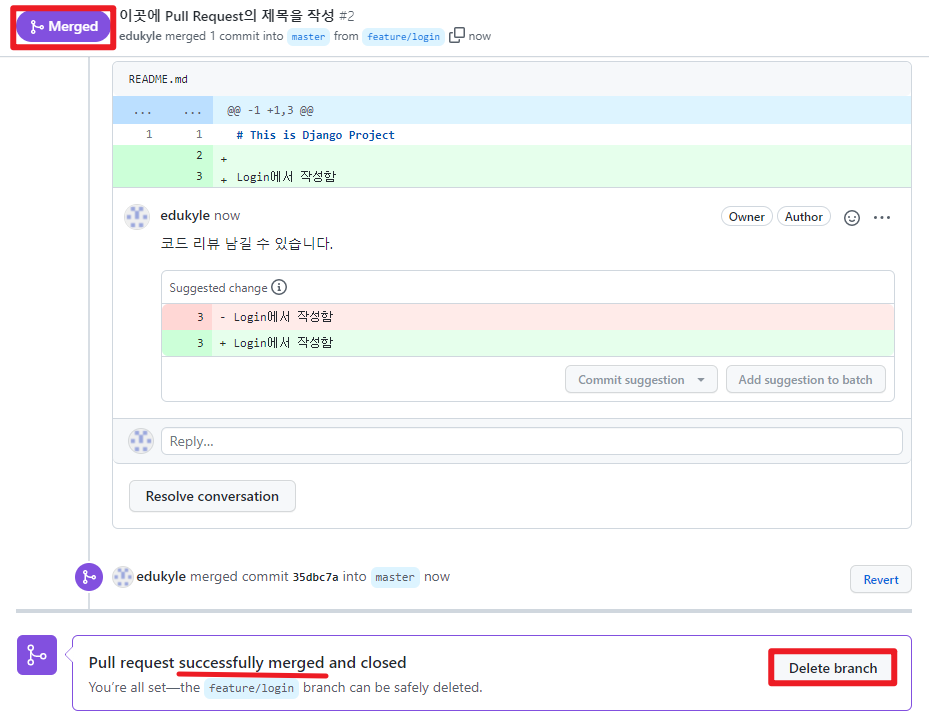 Merged
이곳에 Pull Request의 제목을 작성 #2
edukyle merged 1 commit into master from feature/login now
README.md
... ... @@ -1 +1,3 @@
1 1 # This is Django Project
2 +
3 + Login에서 작성함
edukyle now Owner Author ...
코드 리뷰 남길 수 있습니다.
Suggested change
3 - Login에서 작성함
3 + Login에서 작성함
Commit suggestion Add suggestion to batch
Reply...
Resolve conversation
edukyle merged commit 35dbc7a into master now Revert
Pull request successfully merged and closed
Delete branch
You're all set—the feature/login branch can be safely deleted.